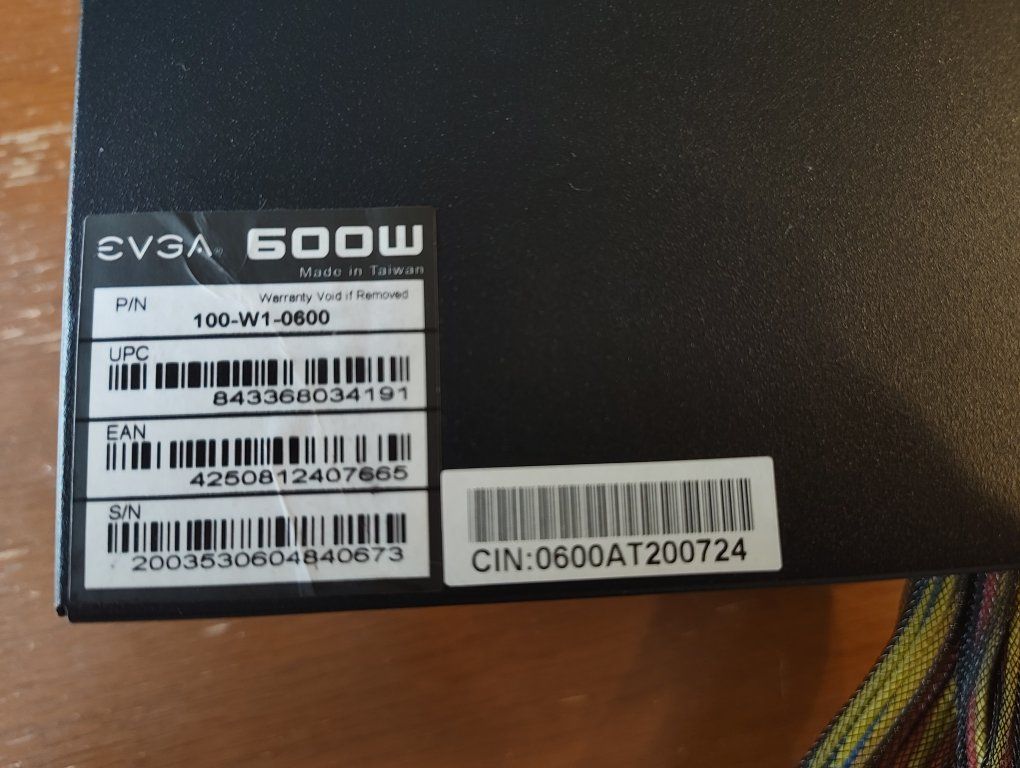 EVGA® 600W
Made in Taiwan
P/N Warranty Void if Removed
100-W1-0600
UPC
843368034191
EAN
4250812407665
S/N
2003530604840673
CIN:0600AT200724